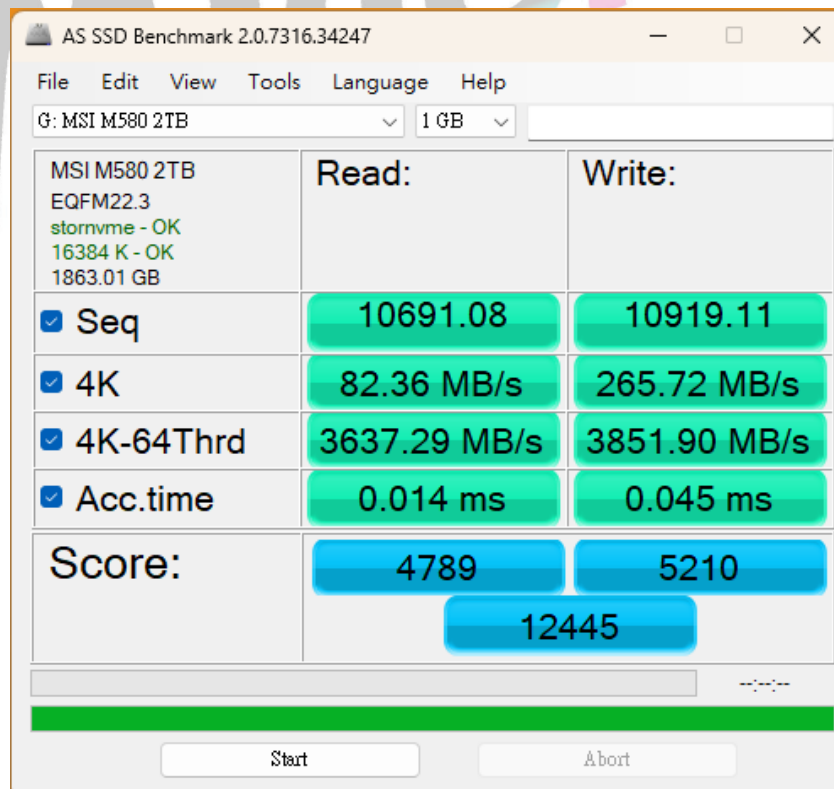 AS SSD Benchmark 2.0.7316.34247
File Edit View Tools Language Help
G: MSI M580 2TB 1 GB
MSI M580 2TB
EQFM22.3
stornvme - OK
16384 K - OK
1863.01 GB
Read: Write:
Seq 10691.08 10919.11
4K 82.36 MB/s 265.72 MB/s
4K-64Thrd 3637.29 MB/s 3851.90 MB/s
Acc.time 0.014 ms 0.045 ms
Score: 4789 5210
12445
--:--:--
Start Abort